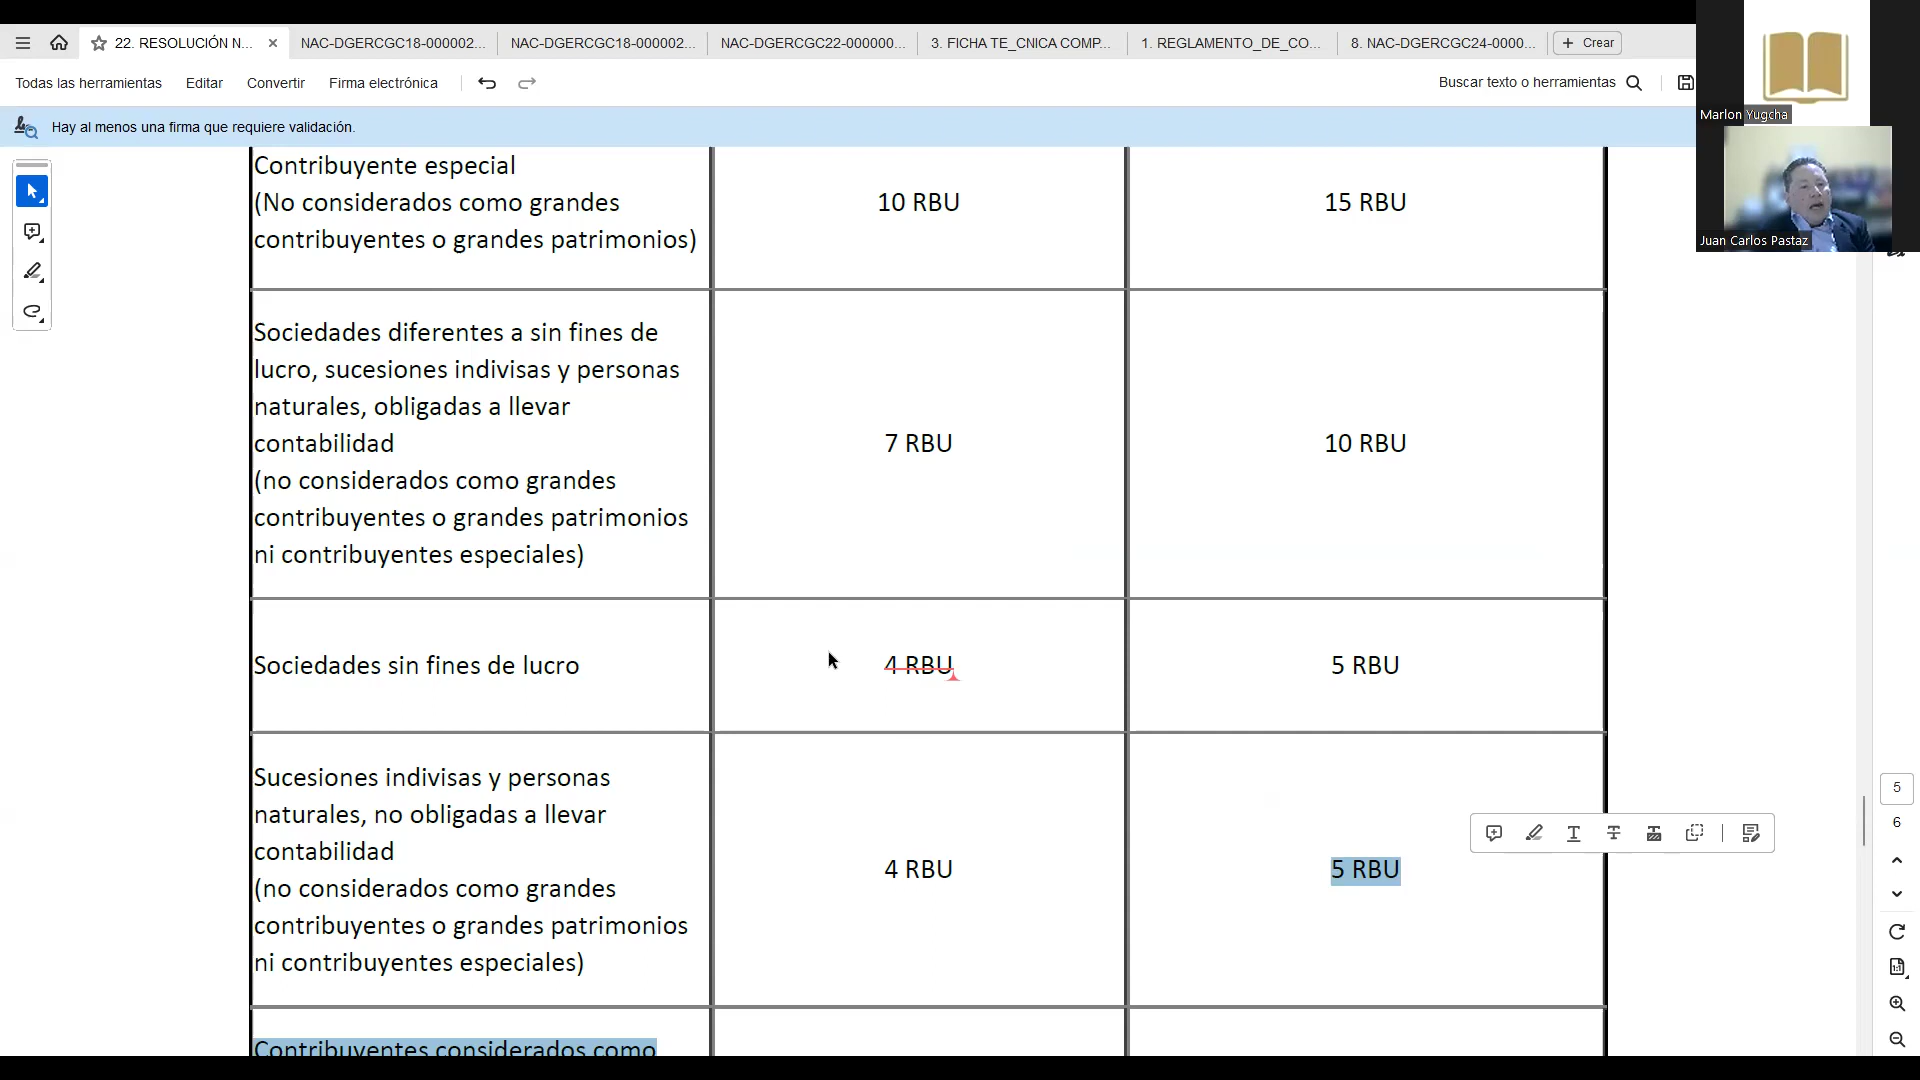 22. RESOLUCIÓN N...
NAC-DGERCGC18-000002...
NAC-DGERCGC18-000002...
NAC-DGERCGC22-000000...
3. FICHA TE_CNICA COMP...
1. REGLAMENTO_DE_CO...
8. NAC-DGERCGC24-0000...
Crear
Todas las herramientas
Editar
Convertir
Firma electrónica
Buscar texto o herramientas
Marlon Yugcha
Hay al menos una firma que requiere validación.
Juan Carlos Pastaz
Contribuyente especial
(No considerados como grandes
contribuyentes o grandes patrimonios)
10 RBU
15 RBU
Sociedades diferentes a sin fines de
lucro, sucesiones indivisas y personas
naturales, obligadas a llevar
contabilidad
(no considerados como grandes
contribuyentes o grandes patrimonios
ni contribuyentes especiales)
7 RBU
10 RBU
Sociedades sin fines de lucro
4 RBU
5 RBU
Sucesiones indivisas y personas
naturales, no obligadas a llevar
contabilidad
(no considerados como grandes
contribuyentes o grandes patrimonios
ni contribuyentes especiales)
4 RBU
5 RBU
Contribuyentes considerados como
5
6